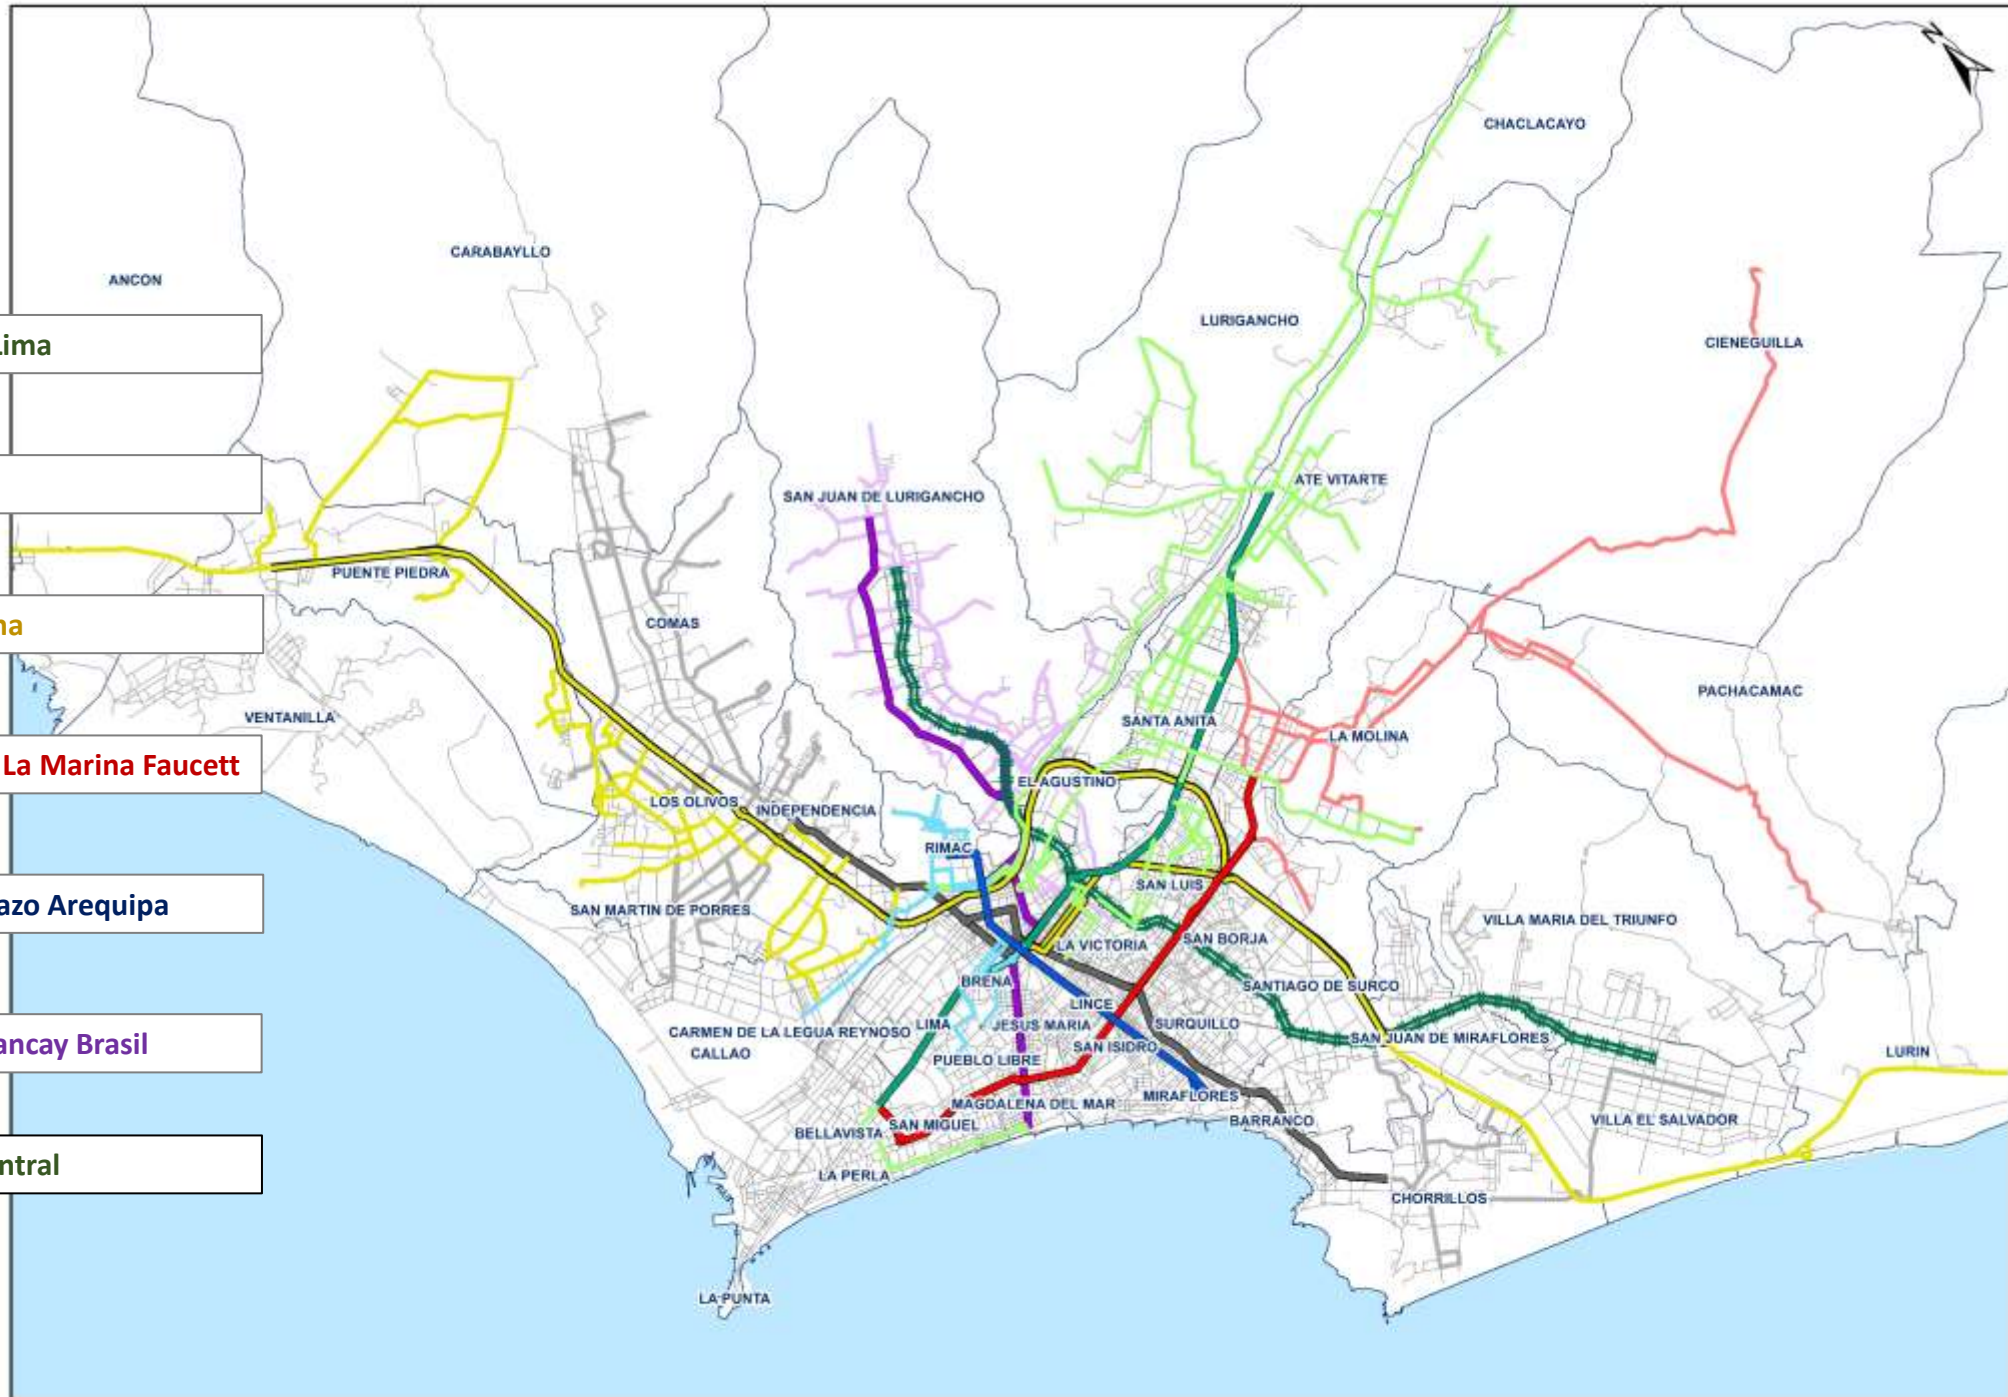 N
CHACLACAYO
CARABAYLLO
ANCON
LURIGANCHO
CIENEGUILLA
Lima
ATE VITARTE
SAN JUAN DE LURIGANCHO
PUENTE PIEDRA
COMAS
PACHACAMAC
VENTANILLA
SANTA ANITA
LA MOLINA
La Marina Faucett
EL AGUSTINO
LOS OLIVOS
INDEPENDENCIA
RIMAC
SAN LUIS
azo Arequipa
SAN MARTIN DE PORRES
VILLA MARIA DEL TRIUNFO
LA VICTORIA
SAN BORJA
BRENA
SANTIAGO DE SURCO
LINCE
CARMEN DE LA LEGUA REYNOSO
LIMA
JESUS MARIA
SURQUILLO
SAN JUAN DE MIRAFLORES
ancay Brasil
CALLAO
PUEBLO LIBRE
SAN ISIDRO
LURIN
MAGDALENA DEL MAR
MIRAFLORES
BELLAVISTA
SAN MIGUEL
BARRANCO
VILLA EL SALVADOR
ntral
LA PERLA
CHORRILLOS
LA PUNTA